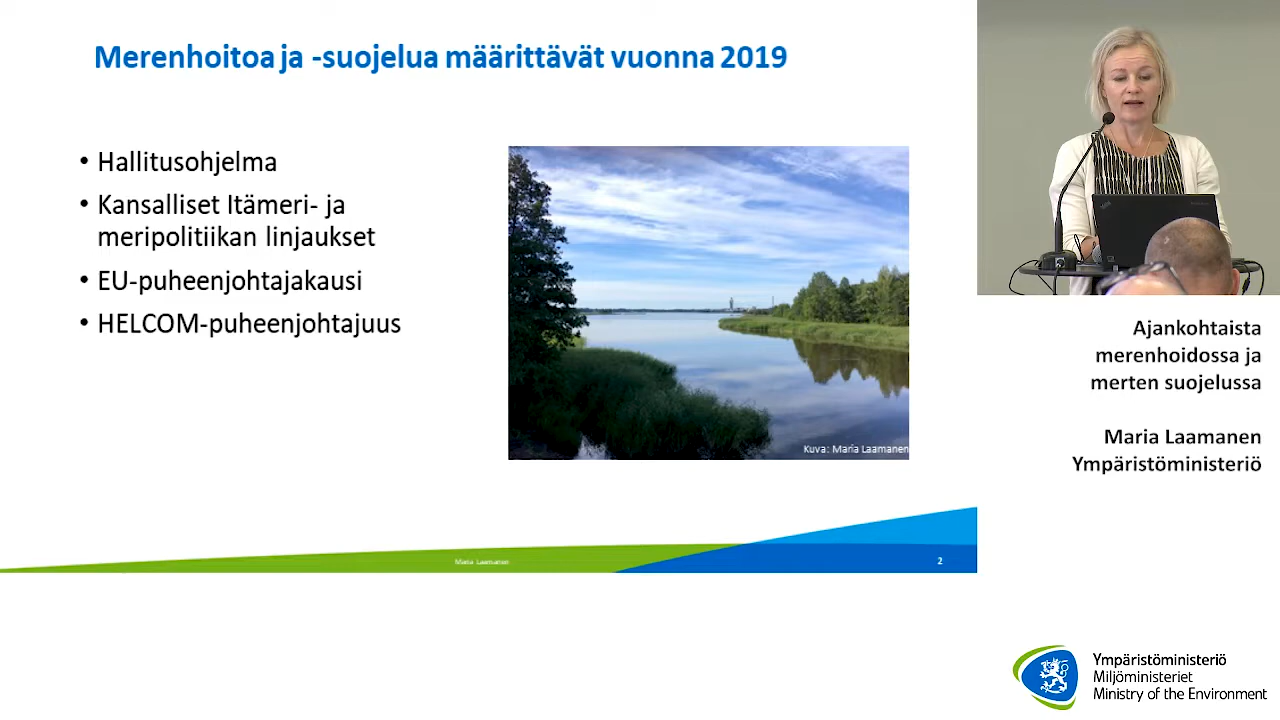 Merenhoitoa ja -suojelua määrittävät vuonna 2019
• Hallitusohjelma
• Kansalliset Itämeri- ja
meripolitiikan linjaukset
• EU-puheenjohtajakausi
• HELCOM-puheenjohtajuus
Kuva: Maria Laamanen
Maria Laamanen
2
Ajankohtaista
merenhoidossa ja
merten suojelussa
Maria Laamanen
Ympäristöministeriö
Ympäristöministeriö
Miljöministeriet
Ministry of the Environment